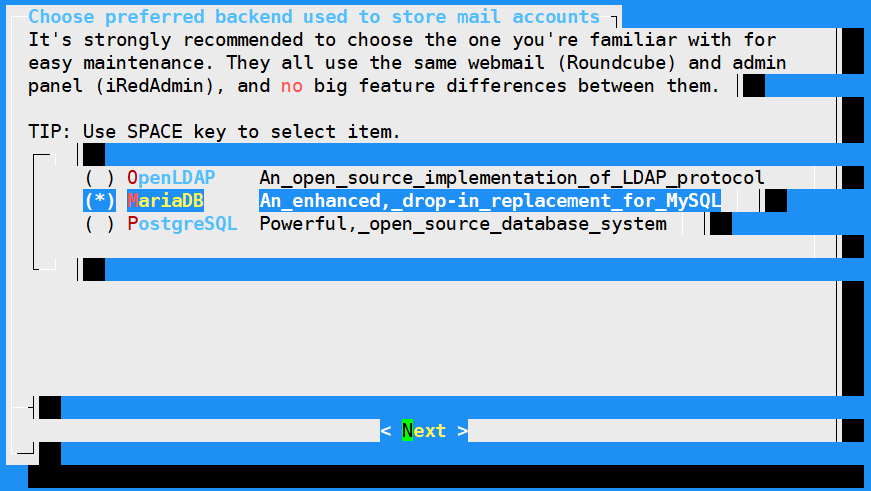 Choose preferred backend used to store mail accounts
It's strongly recommended to choose the one you're familiar with for
easy maintenance. They all use the same webmail (Roundcube) and admin
panel (iRedAdmin), and no big feature differences between them.
TIP: Use SPACE key to select item.
( ) OpenLDAP An_open_source_implementation_of_LDAP_protocol
(*) MariaDB An_enhanced,_drop-in_replacement_for_MySQL
( ) PostgreSQL Powerful,_open_source_database_system
< Next >